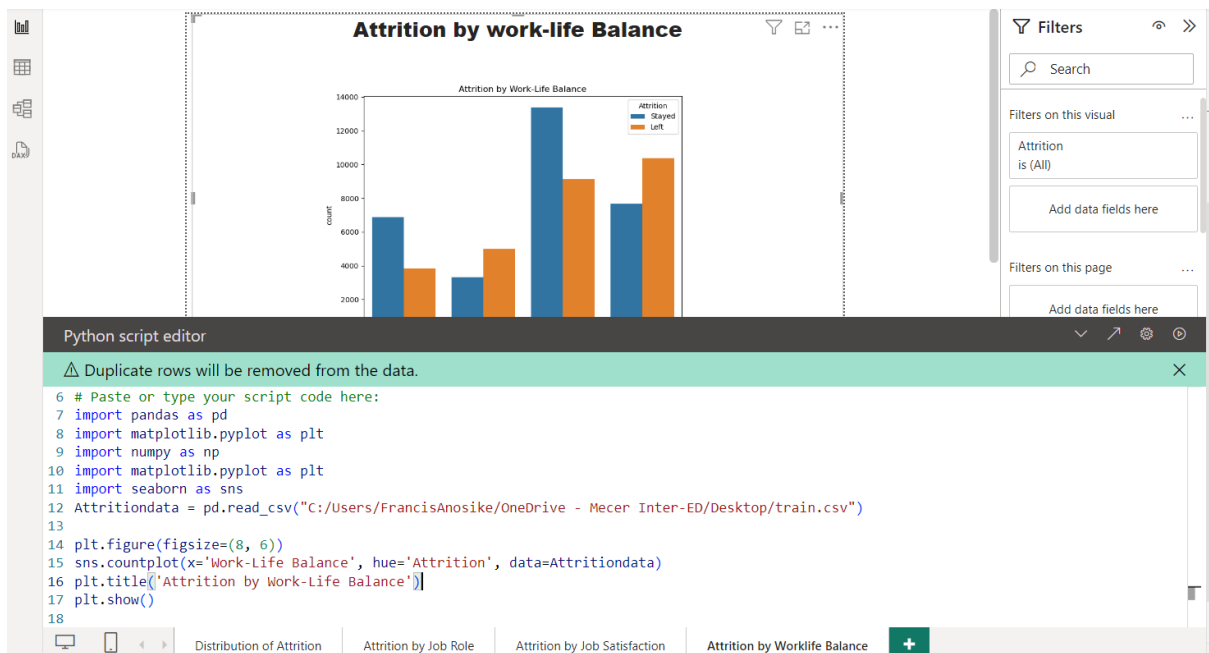 Attrition by work-life Balance
Attrition by Work-Life Balance
14000
12000
10000
8000
6000
4000
2000
count
Attrition
Stayed
Left
Filters
Search
Filters on this visual
...
Attrition
is (All)
Add data fields here
Filters on this page
...
Add data fields here
DAX
Python script editor
Duplicate rows will be removed from the data.
6 # Paste or type your script code here:
7 import pandas as pd
8 import matplotlib.pyplot as plt
9 import numpy as np
10 import matplotlib.pyplot as plt
11 import seaborn as sns
12 Attritiondata = pd.read_csv("C:/Users/FrancisAnosike/OneDrive - Mecer Inter-ED/Desktop/train.csv")
13
14 plt.figure(figsize=(8, 6))
15 sns.countplot(x='Work-Life Balance', hue='Attrition', data=Attritiondata)
16 plt.title('Attrition by Work-Life Balance')
17 plt.show()
18
Distribution of Attrition
Attrition by Job Role
Attrition by Job Satisfaction
Attrition by Worklife Balance
+